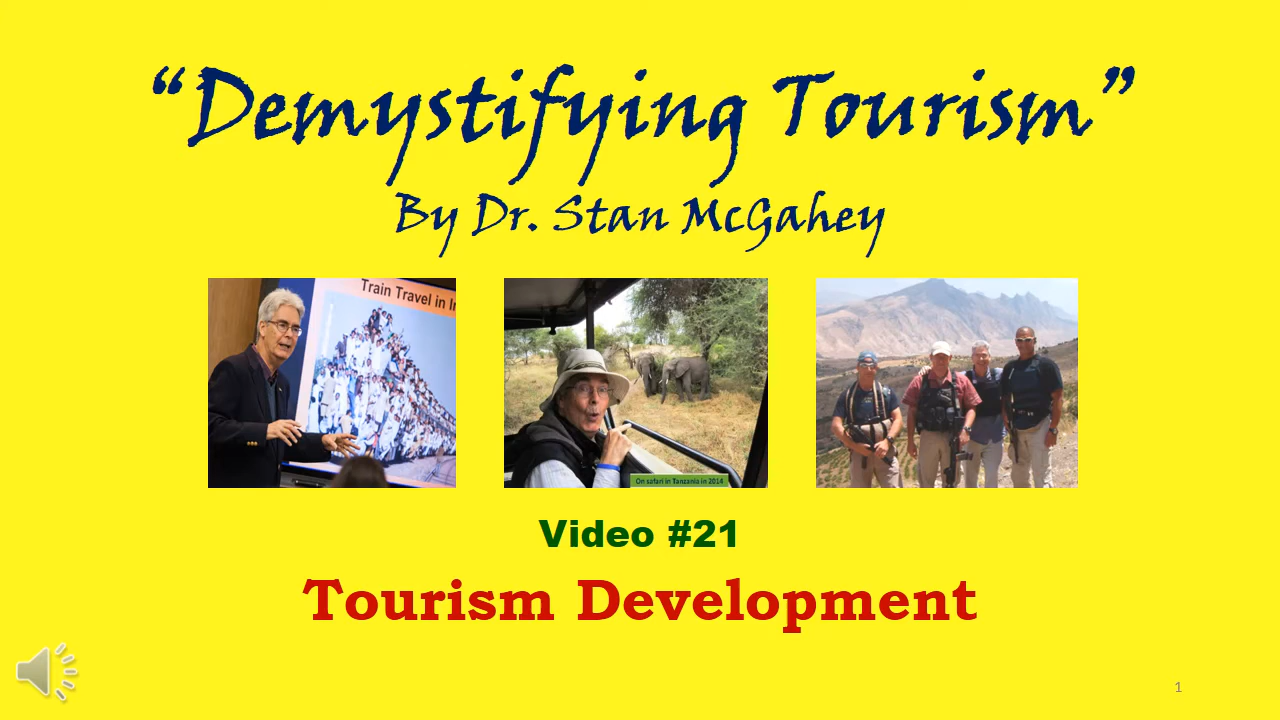 “Demystifying Tourism”
By Dr. Stan McGahey
Train Travel in
On safari in Tanzania in 2014
Video #21
Tourism Development
1